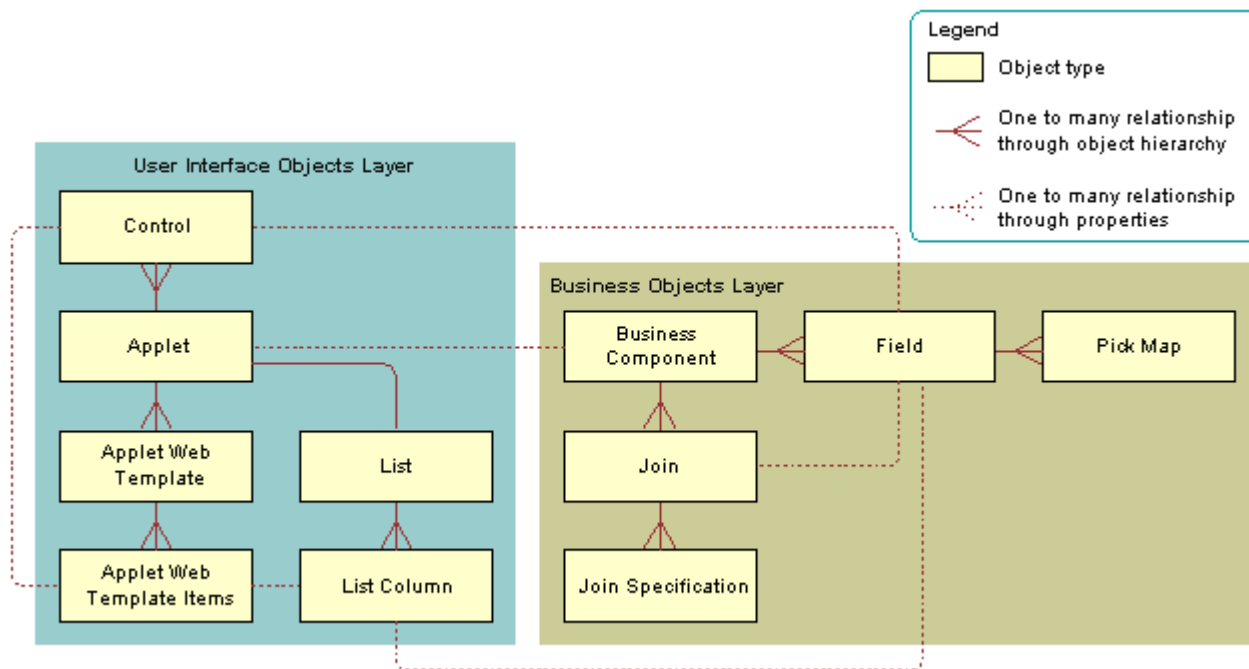 Legend
Object type
One to many relationship
through object hierarchy
One to many relationship
through properties
User Interface Objects Layer
Control
Applet
Applet Web
Template
List
Applet Web
Template Items
List Column
Business Objects Layer
Business
Component
Field
Pick Map
Join
Join Specification